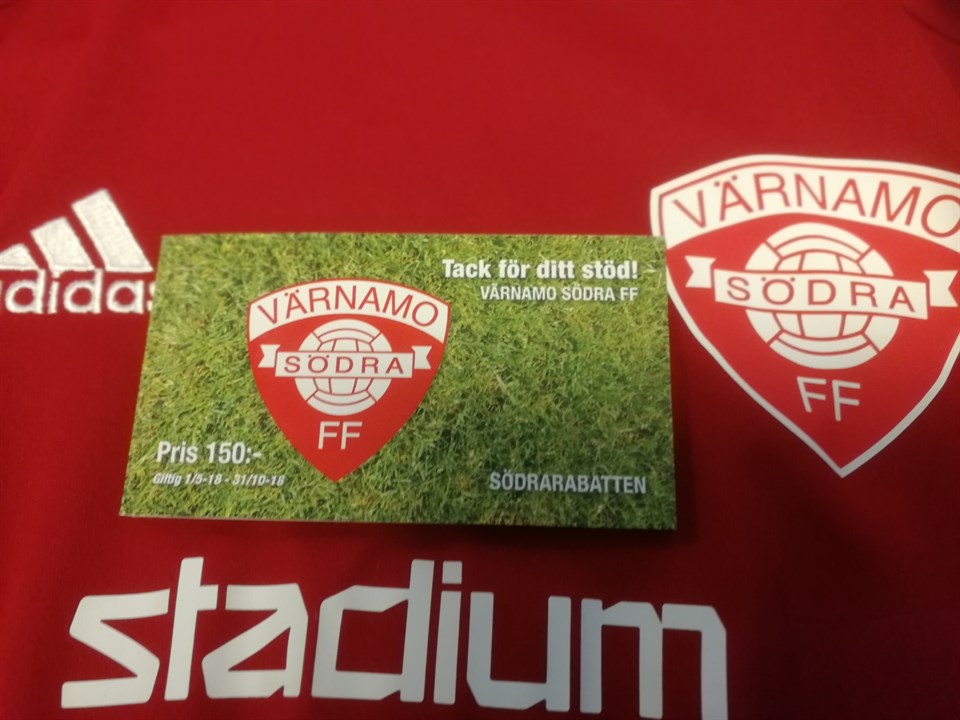 adidas
VÄRNAMO
SÖDRA
FF
Tack för ditt stöd!
VÄRNAMO SÖDRA FF
VÄRNAMO
SÖDRA
FF
Pris 150:-
Giltig 1/5-18 - 31/10-18
SÖDRARABATTEN
stadium